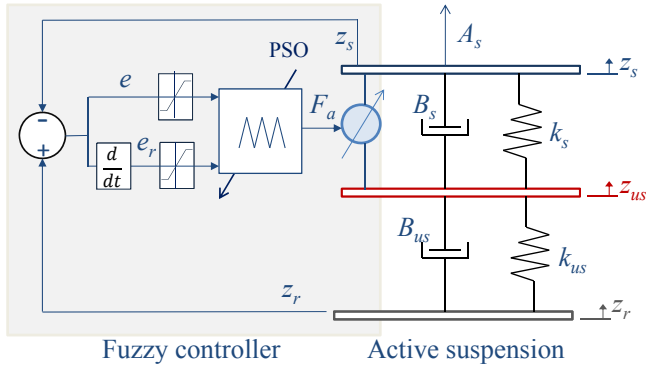 z_s
A_s
PSO
z_s
e
F_a
B_s
k_s
-
+
e_r
d/dt
z_us
B_us
k_us
z_r
z_r
Fuzzy controller
Active suspension